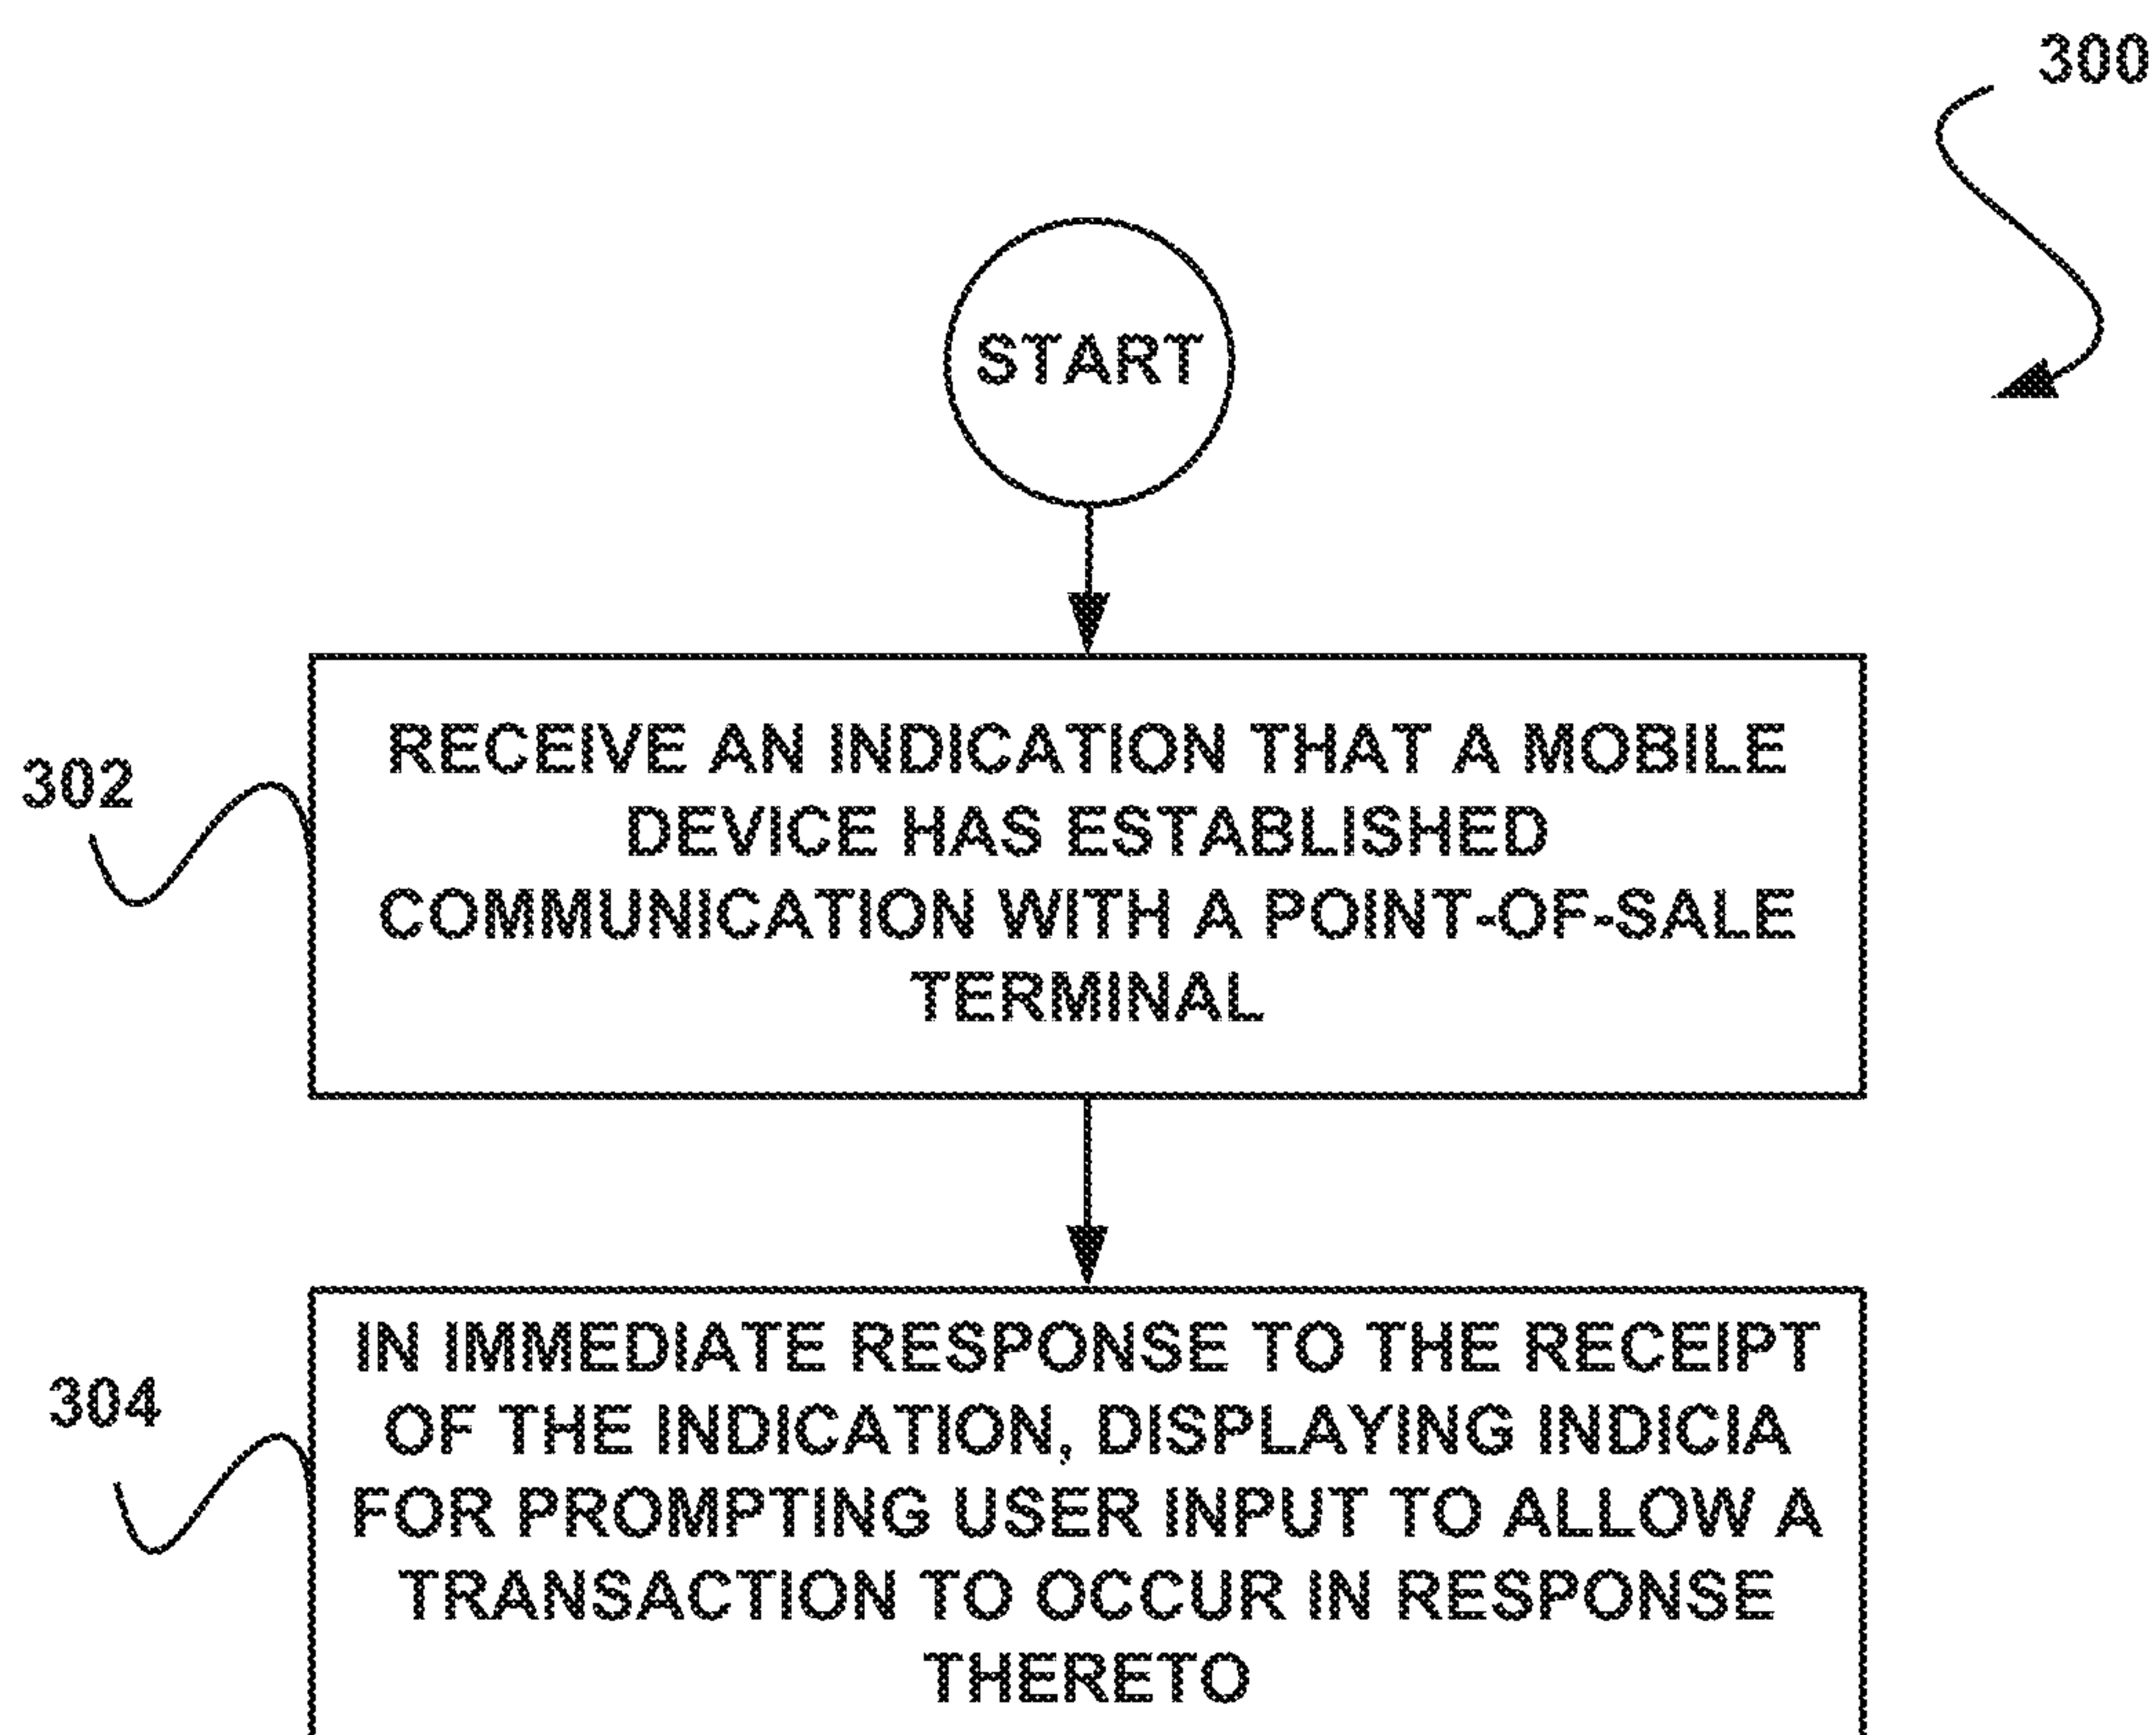 300
START
302
RECEIVE AN INDICATION THAT A MOBILE
DEVICE HAS ESTABLISHED
COMMUNICATION WITH A POINT-OF-SALE
TERMINAL
304
IN IMMEDIATE RESPONSE TO THE RECEIPT
OF THE INDICATION, DISPLAYING INDICIA
FOR PROMPTING USER INPUT TO ALLOW A
TRANSACTION TO OCCUR IN RESPONSE
THERETO